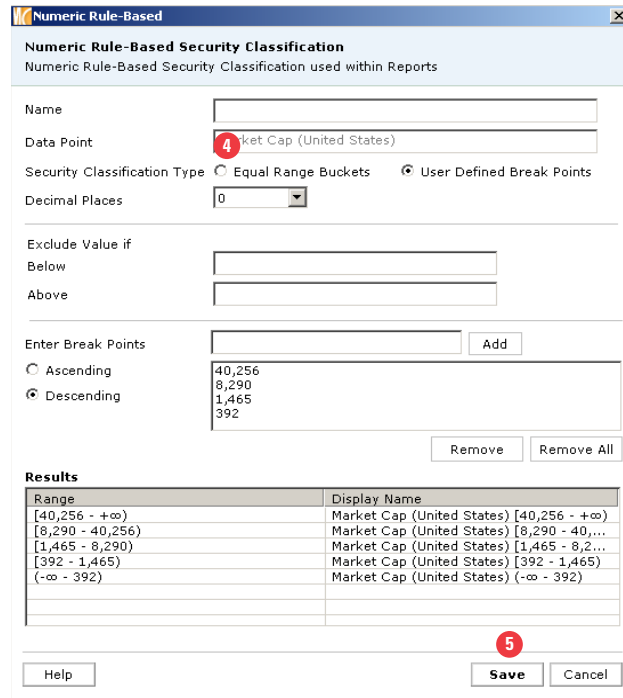 Numeric Rule-Based
Numeric Rule-Based Security Classification
Numeric Rule-Based Security Classification used within Reports
Name
Data Point
4
rket Cap (United States)
Security Classification Type Equal Range Buckets User Defined Break Points
Decimal Places 0
Exclude Value if
Below
Above
Enter Break Points Add
Ascending
Descending
40,256
8,290
1,465
392
Remove Remove All
Results
Range Display Name
[40,256 - +∞) Market Cap (United States) [40,256 - +∞)
[8,290 - 40,256) Market Cap (United States) [8,290 - 40,...
[1,465 - 8,290) Market Cap (United States) [1,465 - 8,2...
[392 - 1,465) Market Cap (United States) [392 - 1,465)
(-∞ - 392) Market Cap (United States) (-∞ - 392)
5
Help Save Cancel